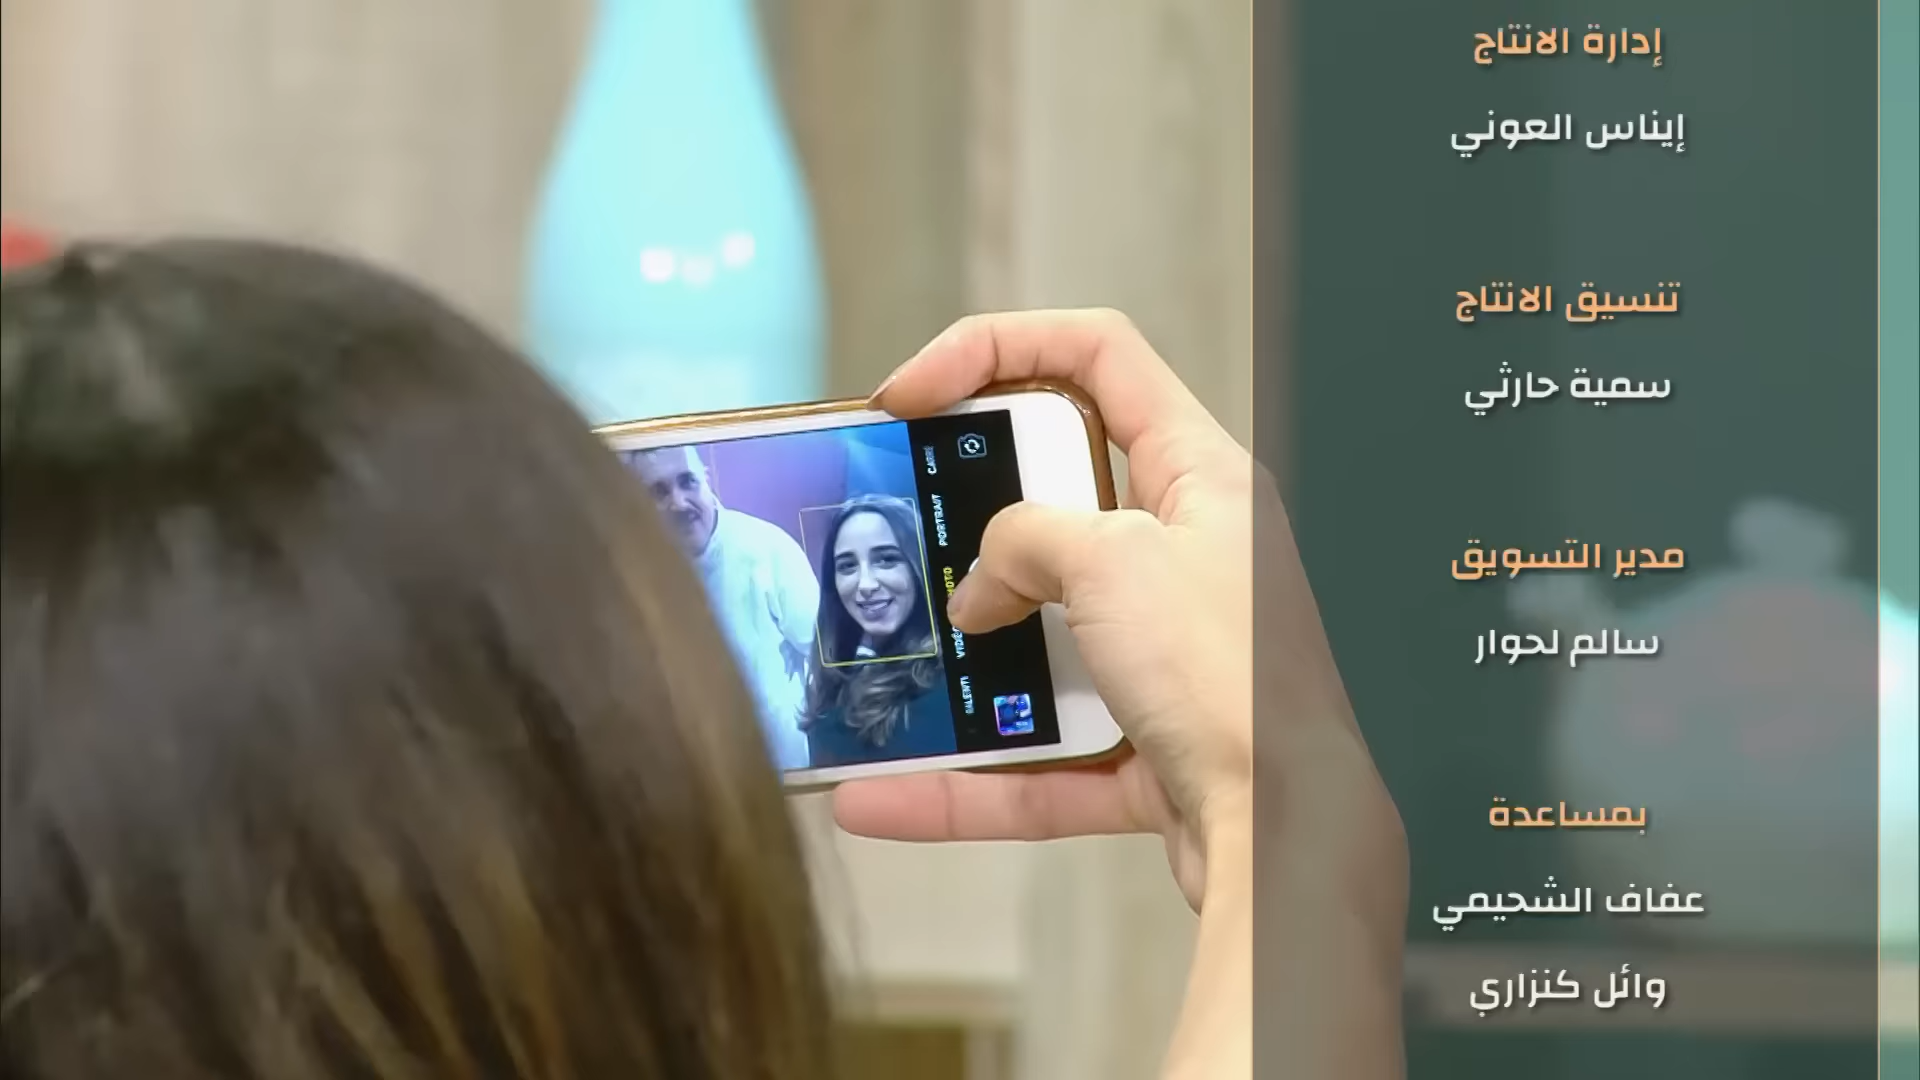 إدارة الانتاج
إيناس العوني
تنسيق الانتاج
سمية حارثي
مدير التسويق
سالم لحوار
بمساعدة
عفاف الشحيمي
وائل كنزاري
PORTRAIT